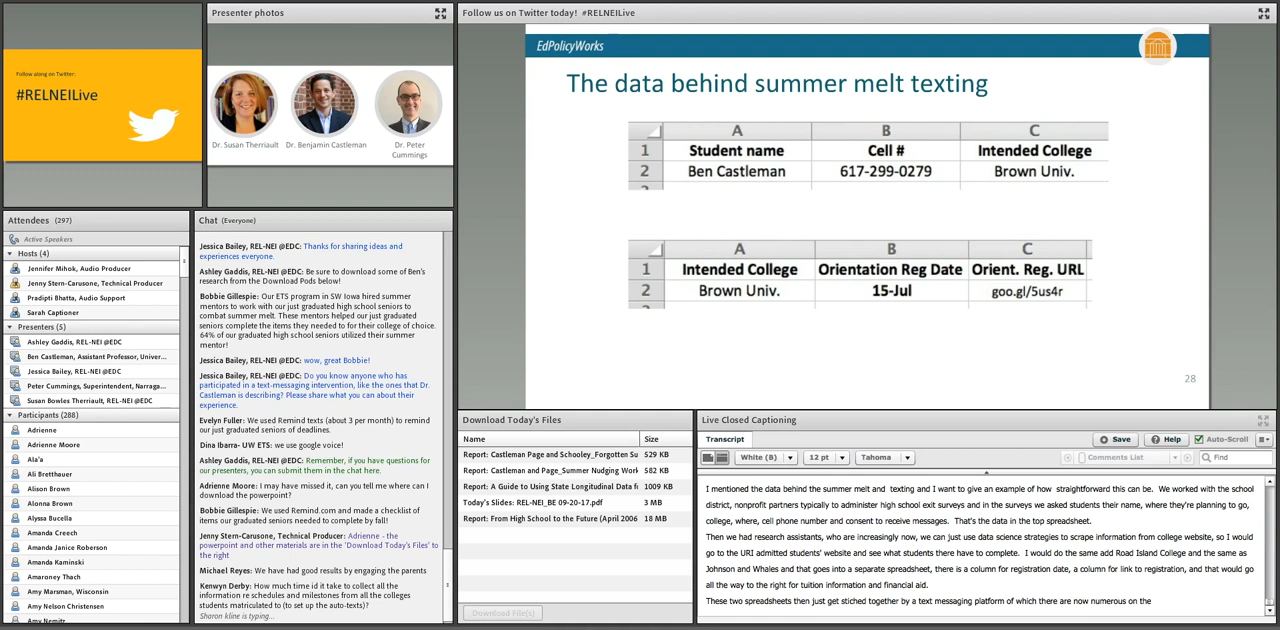 Presenter photos
Follow us on Twitter today! #RELNEILive
Follow along on Twitter:
#RELNEILive
Dr. Susan Therriault
Dr. Benjamin Castleman
Dr. Peter
Cummings
EdPolicyWorks
The data behind summer melt texting
A B C
1 Student name Cell # Intended College
2 Ben Castleman 617-299-0279 Brown Univ.
A B C
1 Intended College Orientation Reg Date Orient. Reg. URL
2 Brown Univ. 15-Jul goo.gl/5us4r
28
Attendees (297)
Active Speakers
Hosts (4)
Jennifer Mihok, Audio Producer
Jenny Stern-Carusone, Technical Producer
Pradipti Bhatta, Audio Support
Sarah Captioner
Presenters (5)
Ashley Gaddis, REL-NEI @EDC
Ben Castleman, Assistant Professor, Univer...
Jessica Bailey, REL-NEI @EDC
Peter Cummings, Superintendent, Narraga...
Susan Bowles Therriault, REL-NEI @EDC
Participants (288)
Adrienne
Adrienne Moore
Ala'a
Ali Bretthauer
Alison Brown
Alonna Brown
Alyssa Bucella
Amanda Creech
Amanda Janice Roberson
Amanda Kaminski
Amaroney Thach
Amy Marsman, Wisconsin
Amy Nelson Christensen
Amy Nemitr
Chat (Everyone)
Jessica Bailey, REL-NEI @EDC: Thanks for sharing ideas and
experiences everyone.
Ashley Gaddis, REL-NEI @EDC: Be sure to download some of Ben's
research from the Download Pods below!
Bobbie Gillespie: Our ETS program in SW Iowa hired summer
mentors to work with our just graduated high school seniors to
combat summer melt. These mentors helped our just graduated
seniors complete the items they needed to for their college of choice.
64% of our graduated high school seniors utilized their summer
mentor!
Jessica Bailey, REL-NEI @EDC: wow, great Bobbie!
Jessica Bailey, REL-NEI @EDC: Do you know anyone who has
participated in a text-messaging intervention, like the ones that Dr.
Castleman is describing? Please share what you can about their
experience.
Evelyn Fuller: We used Remind texts (about 3 per month) to remind
our graduated seniors of deadlines.
Dina Ibarra- UW ETS: we use google voice!
Ashley Gaddis, REL-NEI @EDC: Remember, if you have questions for
our presenters, you can submit them in the chat here.
Adrienne Moore: I may have missed it, can you tell me where can I
download the powerpoint?
Bobbie Gillespie: We used Remind.com and made a checklist of
items our graduated seniors needed to complete by fall!
Jenny Stern-Carusone, Technical Producer: Adrienne - the
powerpoint and other materials are in the 'Download Today's Files' to
the right
Michael Reyes: We have had good results by engaging the parents
Kenwyn Derby: How much time id it take to collect all the
information re schedules and milestones from all the colleges
students matriculated to (to set up the auto-texts)?
Sharon kline is typing...
Download Today's Files
Name Size
Report: Castleman Page and Schooley_Forgotten Su 529 KB
Report: Castleman and Page_Summer Nudging Work 582 KB
Report: A Guide to Using State Longitudinal Data fo 1009 KB
Today's Slides: REL-NEI_BE 09-20-17.pdf 3 MB
Report: From High School to the Future (April 2006 18 MB
Download File(s)
Live Closed Captioning
Transcript
Save Help Auto-Scroll
White (B) 12 pt Tahoma Comments List Find
I mentioned the data behind the summer melt and texting and I want to give an example of how straightforward this can be. We worked with the school
district, nonprofit partners typically to administer high school exit surveys and in the surveys we asked students their name, where they're planning to go,
college, where, cell phone number and consent to receive messages. That's the data in the top spreadsheet.
Then we had research assistants, who are increasingly now, we can just use data science strategies to scrape information from college website, so I would
go to the URI admitted students' website and see what students there have to complete. I would do the same add Road Island College and the same as
Johnson and Whales and that goes into a separate spreadsheet, there is a column for registration date, a column for link to registration, and that would go
all the way to the right for tuition information and financial aid.
These two spreadsheets then just get stiched together by a text messaging platform of which there are now numerous on the